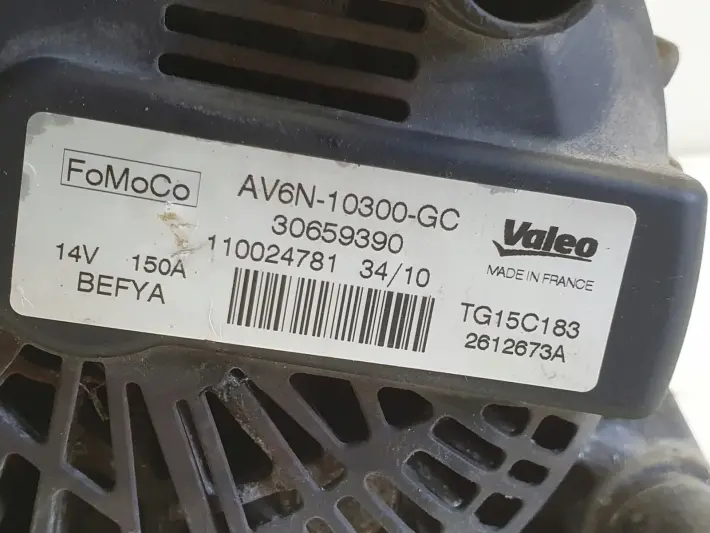 FoMoCo
AV6N-10300-GC
30659390
14V 150A
110024781 34/10
BEFYA
Valeo
MADE IN FRANCE
TG15C183
2612673A